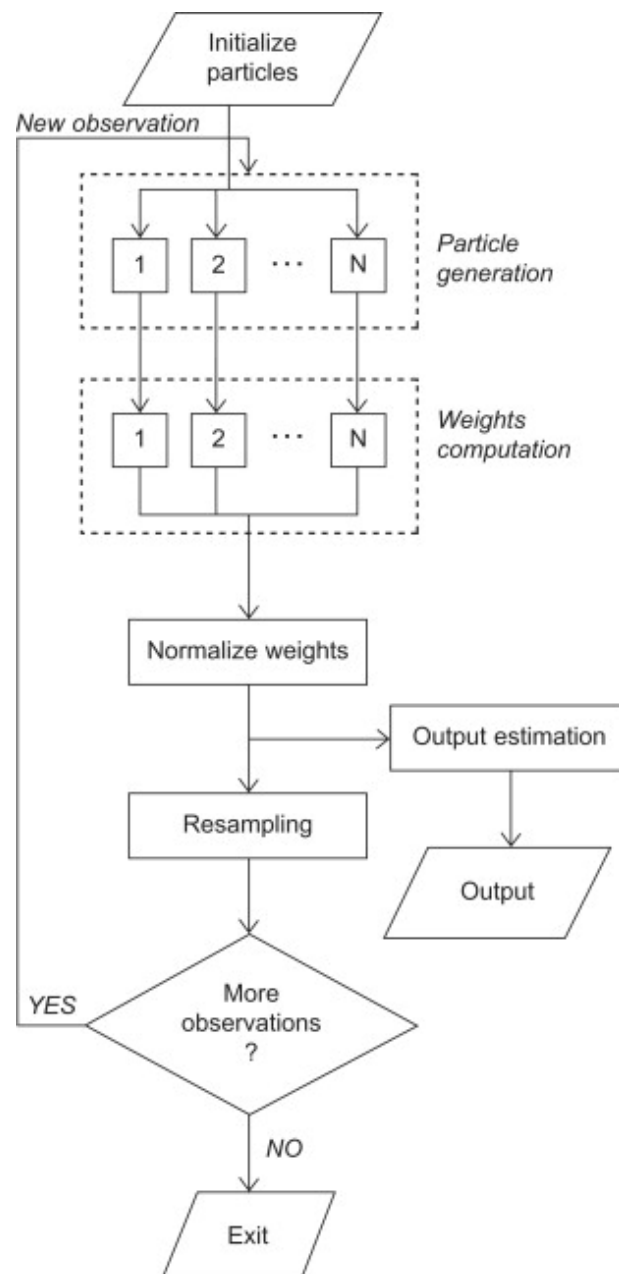 Initialize
particles
New observation
1 2 ... N
Particle
generation
1 2 ... N
Weights
computation
Normalize weights
Output estimation
Resampling
Output
More
observations
?
YES
NO
Exit